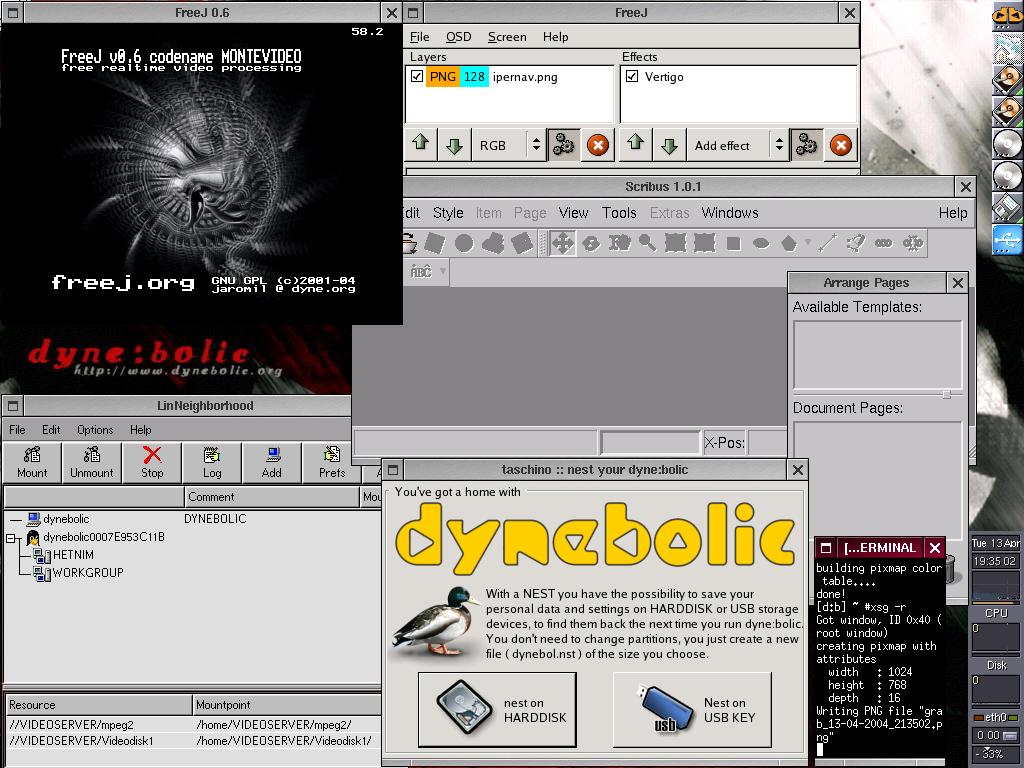 FreeJ 0.6
58.2
FreeJ v0.6 codename MONTEVIDEO
free realtime video processing
freej.org
GNU GPL (c)2001-04
jaromil @ dyne.org
FreeJ
File OSD Screen Help
Layers
PNG 128 ipernav.png
RGB
Effects
Vertigo
Add effect
Scribus 1.0.1
dit Style Item Page View Tools Extras Windows Help
ABC
X-Pos:
Arrange Pages
Available Templates:
Document Pages:
dyne:bolic
http://www.dynebolic.org
LinNeighborhood
File Edit Options Help
Mount Unmount Stop Log Add Prefs A
Comment Mou
dynebolic DYNEBOLIC
dynebolic0007E953C11B
HETNIM
WORKGROUP
Resource Mountpoint
//VIDEOSERVER/mpeg2 /home/VIDEOSERVER/mpeg2/
//VIDEOSERVER/Videodisk1 /home/VIDEOSERVER/Videodisk1/
taschino :: nest your dyne:bolic
You've got a home with
dynebolic
With a NEST you have the possibility to save your
personal data and settings on HARDDISK or USB storage
devices, to find them back the next time you run dyne:bolic.
You don't need to change partitions, you just create a new
file ( dynebol.nst ) of the size you choose.
nest on
HARDDISK
usb
Nest on
USB KEY
[...ERMINAL
building pixmap color
table....
done!
[d:b] ~ #xsg -r
Got window, ID 0x40 (
root window)
creating pixmap with
attributes
width : 1024
height : 768
depth : 16
Writing PNG file "gra
b_13-04-2004_213502.p
ng"
Tue 13 Apr
19:35 02
CPU
0
Disk
0
eth0
0.00
- 33%